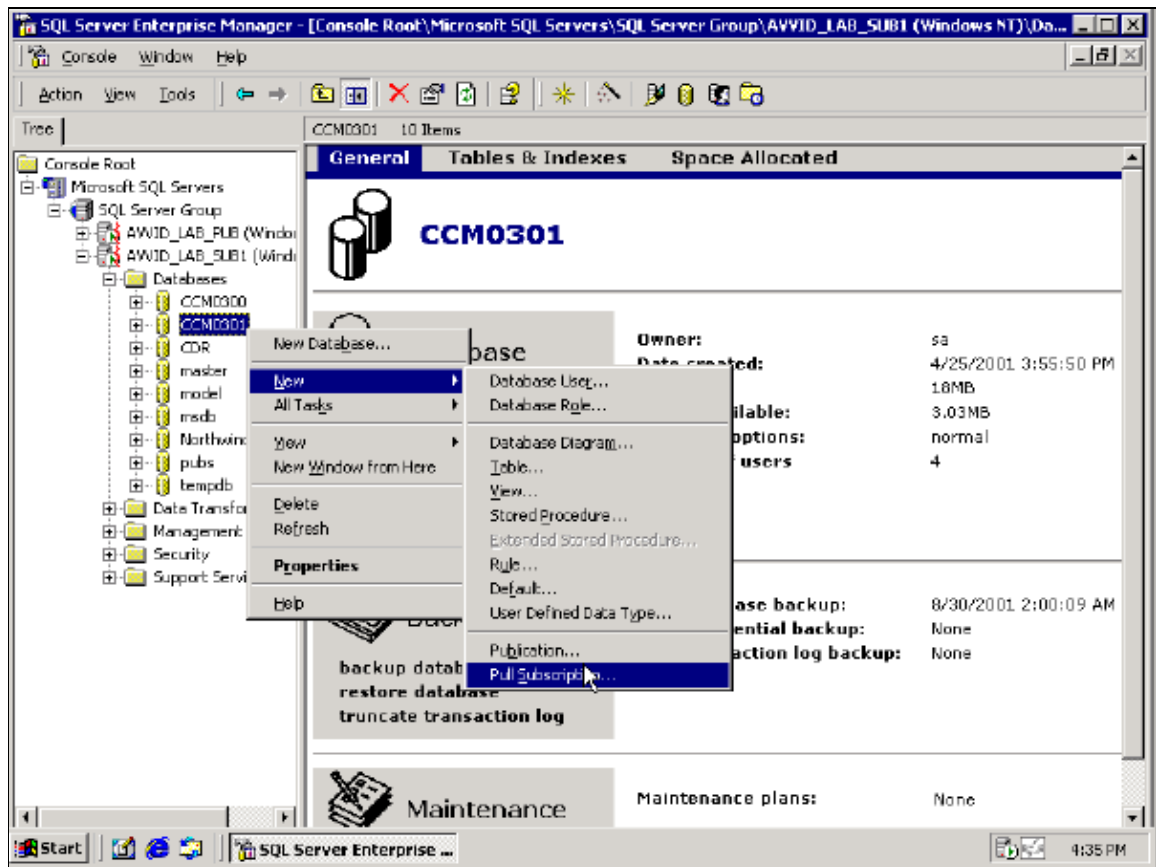 SQL Server Enterprise Manager - [Console Root\Microsoft SQL Servers\SQL Server Group\AVVID_LAB_SUB1 (Windows NT)\Da...
Console Window Help
Action View Tools
Tree
CCM0301 10 Items
Console Root
Microsoft SQL Servers
SQL Server Group
AVVID_LAB_PUB (Windo
AVVID_LAB_SUB1 (Wind
Databases
CCM0300
CCM0301
CDR
master
model
msdb
Northwind
pubs
tempdb
Data Transfo
Management
Security
Support Servi
General Tables & Indexes Space Allocated
CCM0301
Owner: sa
4/25/2001 3:55:50 PM
18MB
ilable: 3.03MB
options: normal
users 4
base
New Database...
New
All Tasks
View
New Window from Here
Delete
Refresh
Properties
Help
Database User...
Database Role...
Database Diagram...
Table...
View...
Stored Procedure...
Extended Stored Procedure...
Rule...
Default...
User Defined Data Type...
Publication...
Pull Subscription...
ase backup: 8/30/2001 2:00:09 AM
ential backup: None
action log backup: None
backup datab
restore database
truncate transaction log
Maintenance
Maintenance plans: None
Start
SQL Server Enterprise ...
4:35 PM